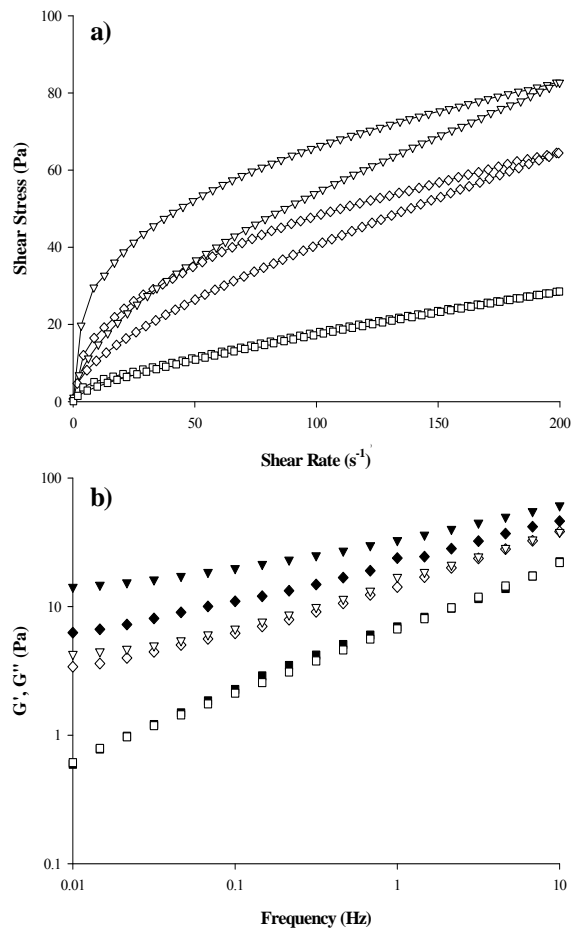 a)
100
80
60
40
20
0
Shear Stress (Pa)
0 50 100 150 200
Shear Rate (s-1)
b)
100
10
1
0.1
G', G'' (Pa)
0.01 0.1 1 10
Frequency (Hz)